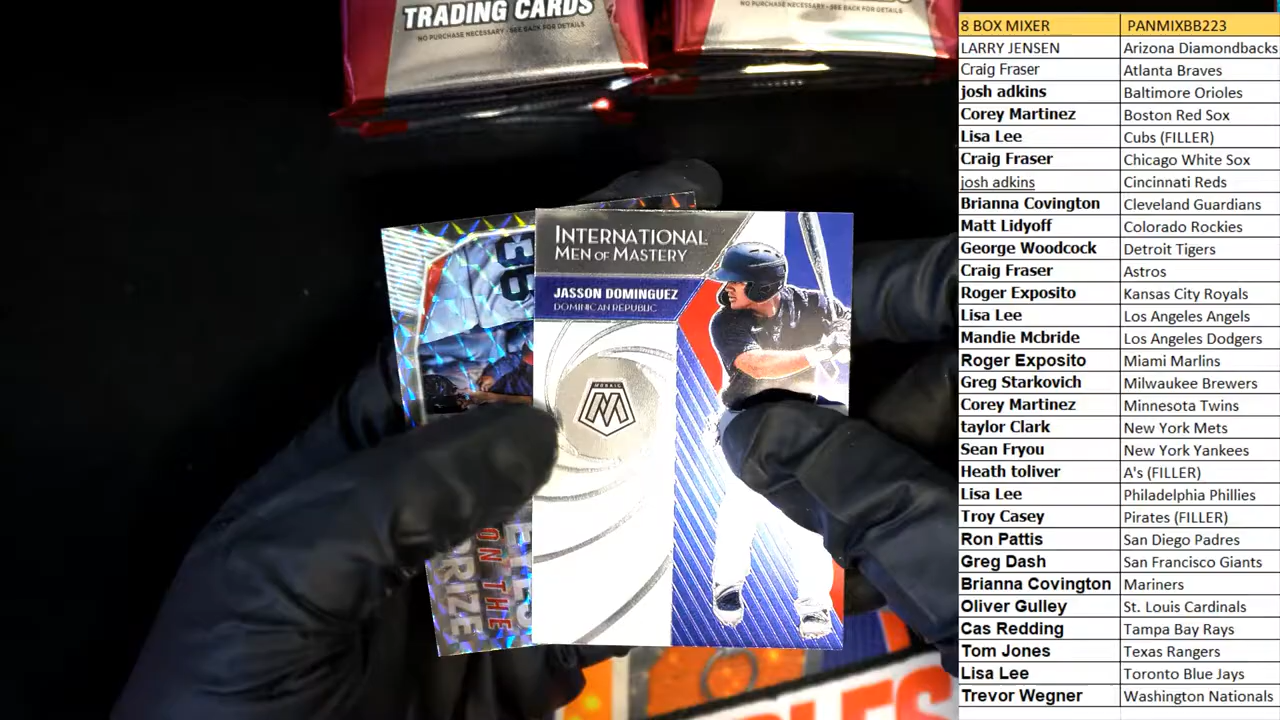 TRADING CARDS
NO PURCHASE NECESSARY - SEE BACK FOR DETAILS
NO PURCHASE NECESSARY - SEE BACK FOR DETAILS
INTERNATIONAL
MEN OF MASTERY
JASSON DOMINGUEZ
DOMINICAN REPUBLIC
MOSAIC
ON THE
8 BOX MIXER PANMIXBB223
LARRY JENSEN Arizona Diamondbacks
Craig Fraser Atlanta Braves
josh adkins Baltimore Orioles
Corey Martinez Boston Red Sox
Lisa Lee Cubs (FILLER)
Craig Fraser Chicago White Sox
josh adkins Cincinnati Reds
Brianna Covington Cleveland Guardians
Matt Lidyoff Colorado Rockies
George Woodcock Detroit Tigers
Craig Fraser Astros
Roger Exposito Kansas City Royals
Lisa Lee Los Angeles Angels
Mandie Mcbride Los Angeles Dodgers
Roger Exposito Miami Marlins
Greg Starkovich Milwaukee Brewers
Corey Martinez Minnesota Twins
taylor Clark New York Mets
Sean Fryou New York Yankees
Heath toliver A's (FILLER)
Lisa Lee Philadelphia Phillies
Troy Casey Pirates (FILLER)
Ron Pattis San Diego Padres
Greg Dash San Francisco Giants
Brianna Covington Mariners
Oliver Gulley St. Louis Cardinals
Cas Redding Tampa Bay Rays
Tom Jones Texas Rangers
Lisa Lee Toronto Blue Jays
Trevor Wegner Washington Nationals